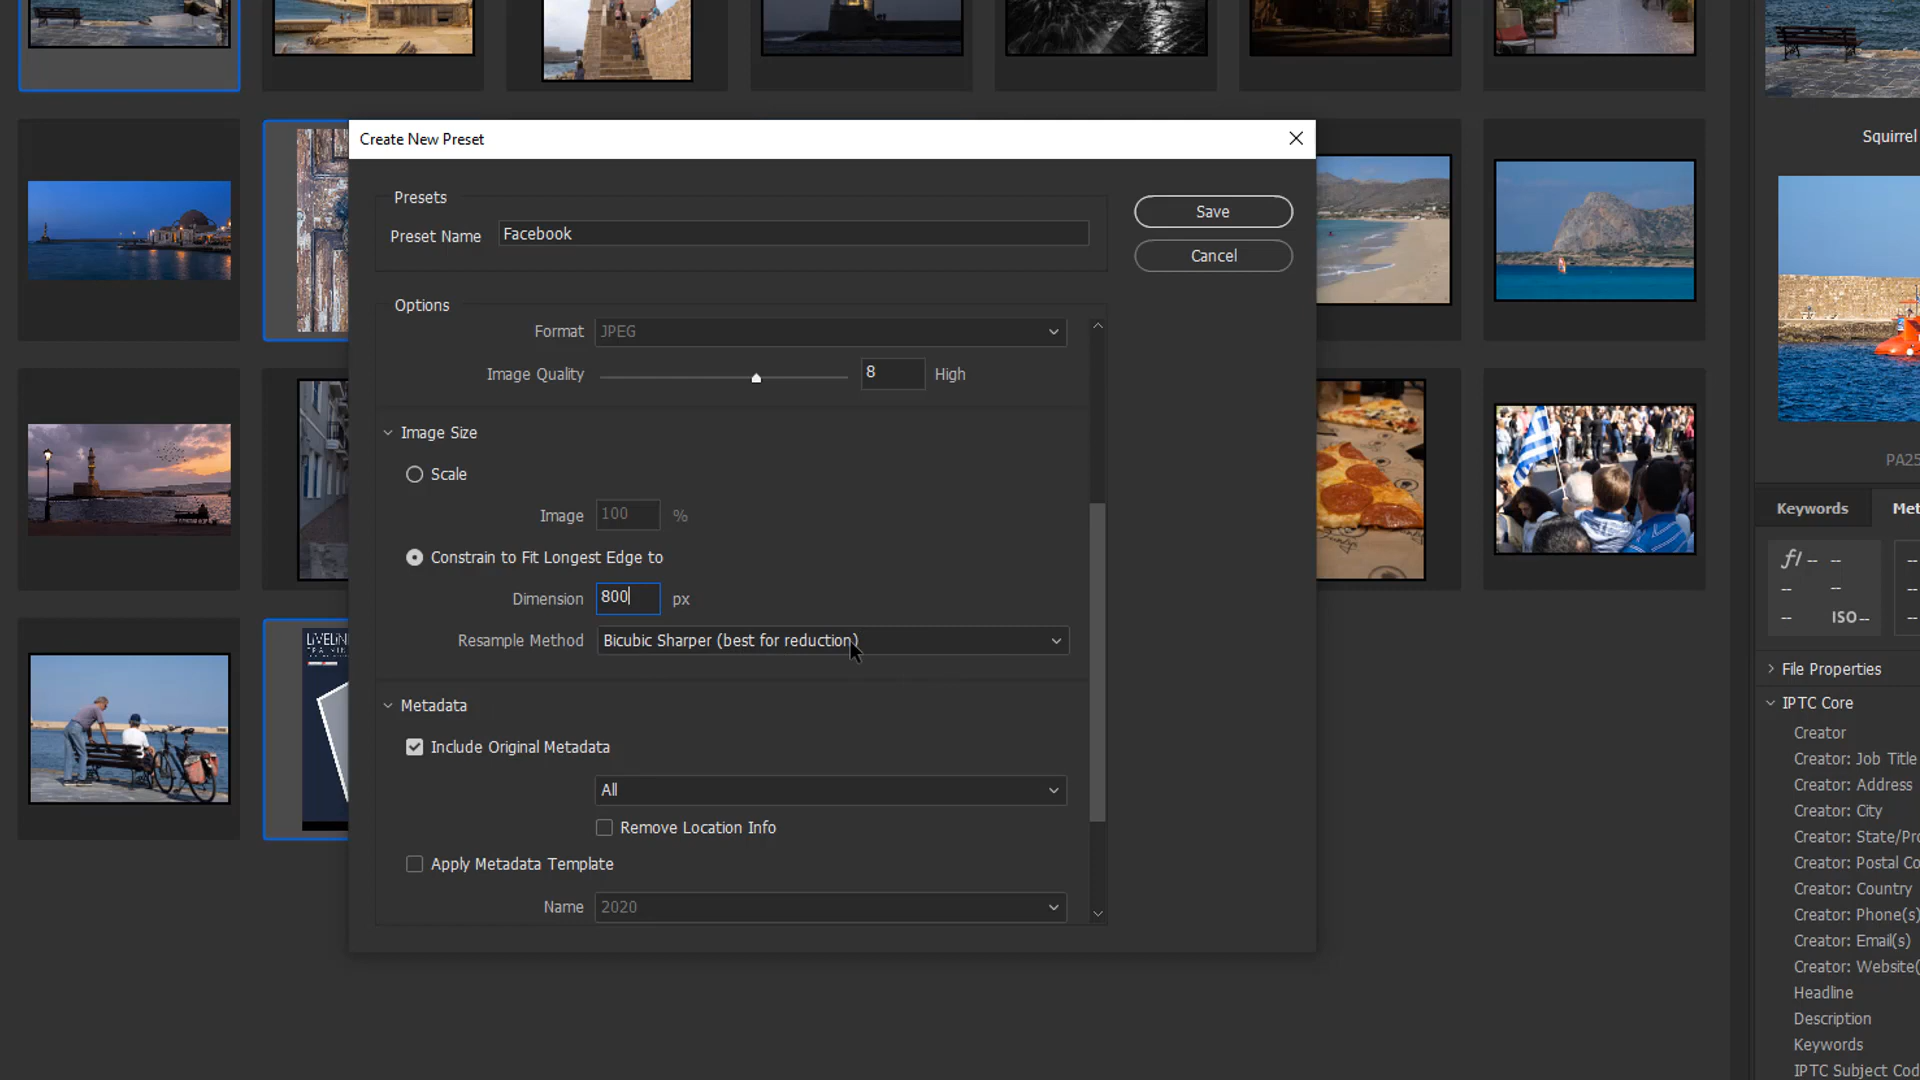 Create New Preset
Presets
Preset Name Facebook
Save
Cancel
Options
Format JPEG
Image Quality 8 High
Image Size
Scale
Image 100 %
Constrain to Fit Longest Edge to
Dimension 800 px
Resample Method Bicubic Sharper (best for reduction)
Metadata
Include Original Metadata
All
Remove Location Info
Apply Metadata Template
Name 2020
Squirrel
PA25
Keywords Met
f/ -- --
-- --
-- ISO --
File Properties
IPTC Core
Creator
Creator: Job Title
Creator: Address
Creator: City
Creator: State/Pro
Creator: Postal Co
Creator: Country
Creator: Phone(s)
Creator: Email(s)
Creator: Website(
Headline
Description
Keywords
IPTC Subject Cod